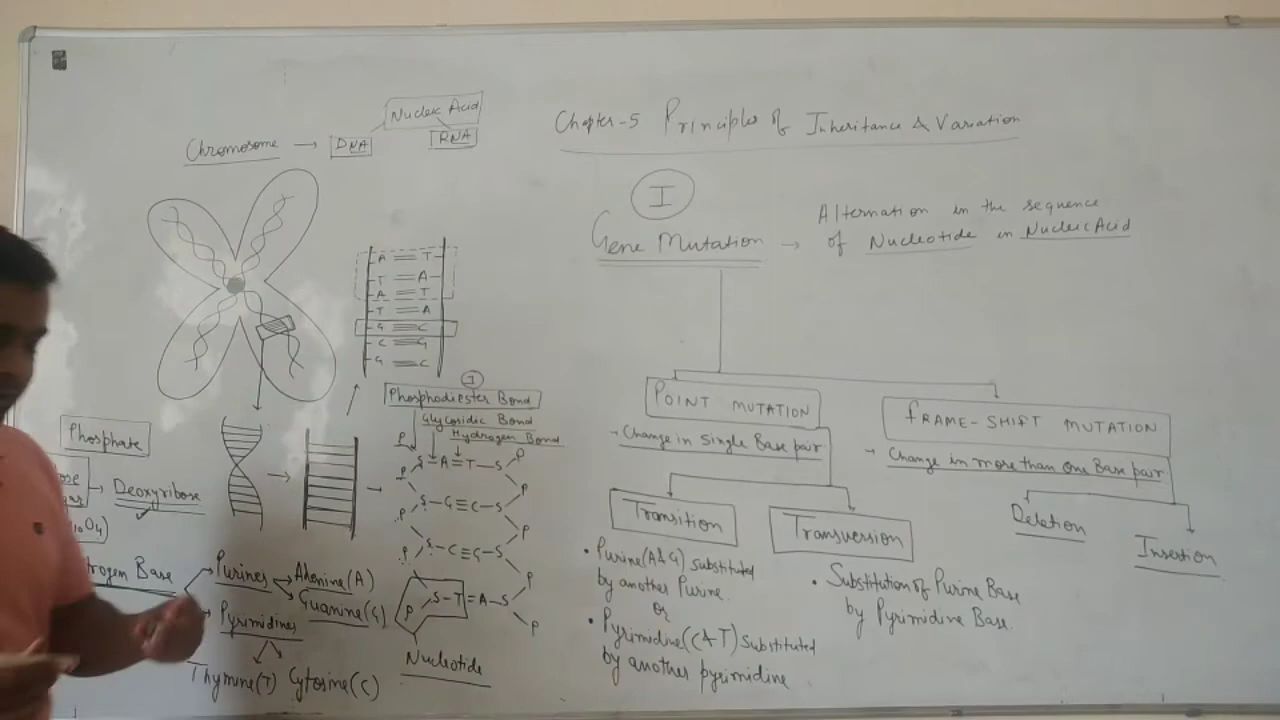 Nucleic Acid
Chromosome → DNA RNA
A T
T A
A T
T A
G C
C G
G C
Phosphate
Deoxyribose
Purines
Adenine(A)
Guanine(G)
Pyrimidines
Thymine(T) Cytosine(C)
I
Phosphodiester Bond
Glycosidic Bond
Hydrogen Bond
P S-A=T-S P
P S-G≡C-S P
P S-C≡G-S P
P S-T=A-S P
P
Nucleotide
Chapter-5 Principles of Inheritance & Variation
I
Gene Mutation → Alternation in the sequence
of Nucleotide in Nucleic Acid
POINT MUTATION
→ Change in Single Base pair
Transition
• Purine(A&G) substituted
by another Purine.
or
• Pyrimidine(C&T) Substituted
by another pyrimidine
Transversion
• Substitution of Purine Base
by Pyrimidine Base.
FRAME-SHIFT MUTATION
→ Change in more than one Base pair
Deletion
Insertion